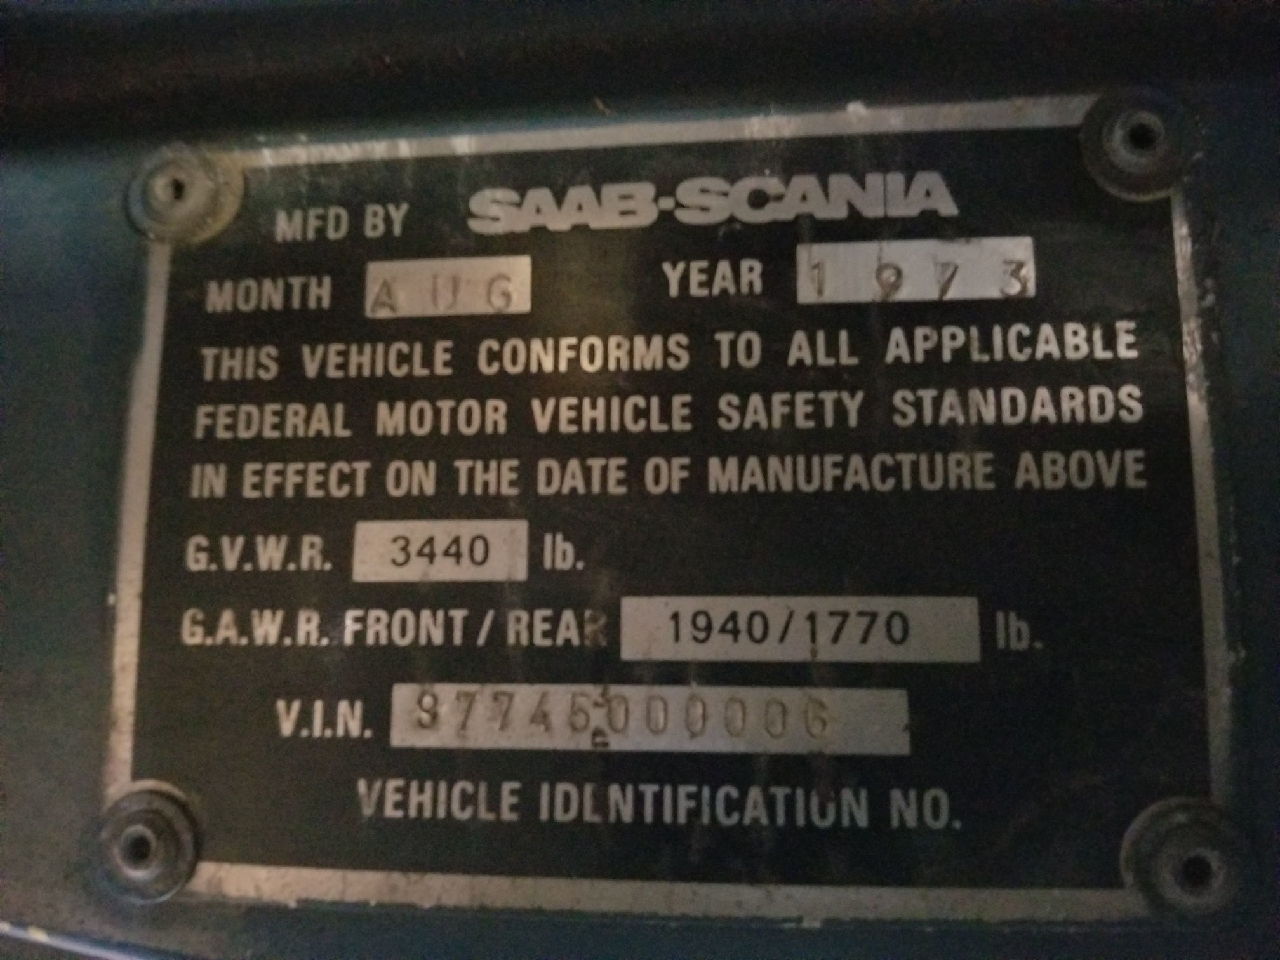 MFD BY SAAB-SCANIA
MONTH AUG YEAR 1973
THIS VEHICLE CONFORMS TO ALL APPLICABLE
FEDERAL MOTOR VEHICLE SAFETY STANDARDS
IN EFFECT ON THE DATE OF MANUFACTURE ABOVE
G.V.W.R. 3440 lb.
G.A.W.R. FRONT / REAR 1940/1770 lb.
V.I.N. 97745000006
VEHICLE IDENTIFICATION NO.